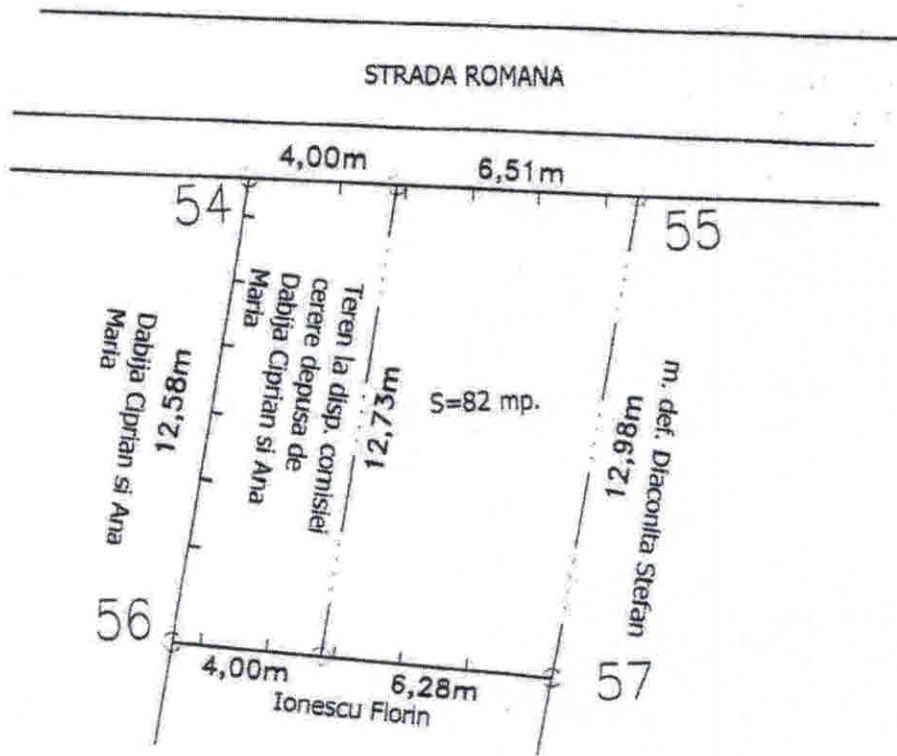 STRADA ROMANA
4,00m
6,51m
54
55
Dabija Ciprian si Ana
Maria
12,58m
Teren la disp. comisiei
cerere depusa de
Dabija Ciprian si Ana
Maria
12,73m
S=82 mp.
m. def. Diaconita Stefan
12,98m
56
57
4,00m
6,28m
Ionescu Florin